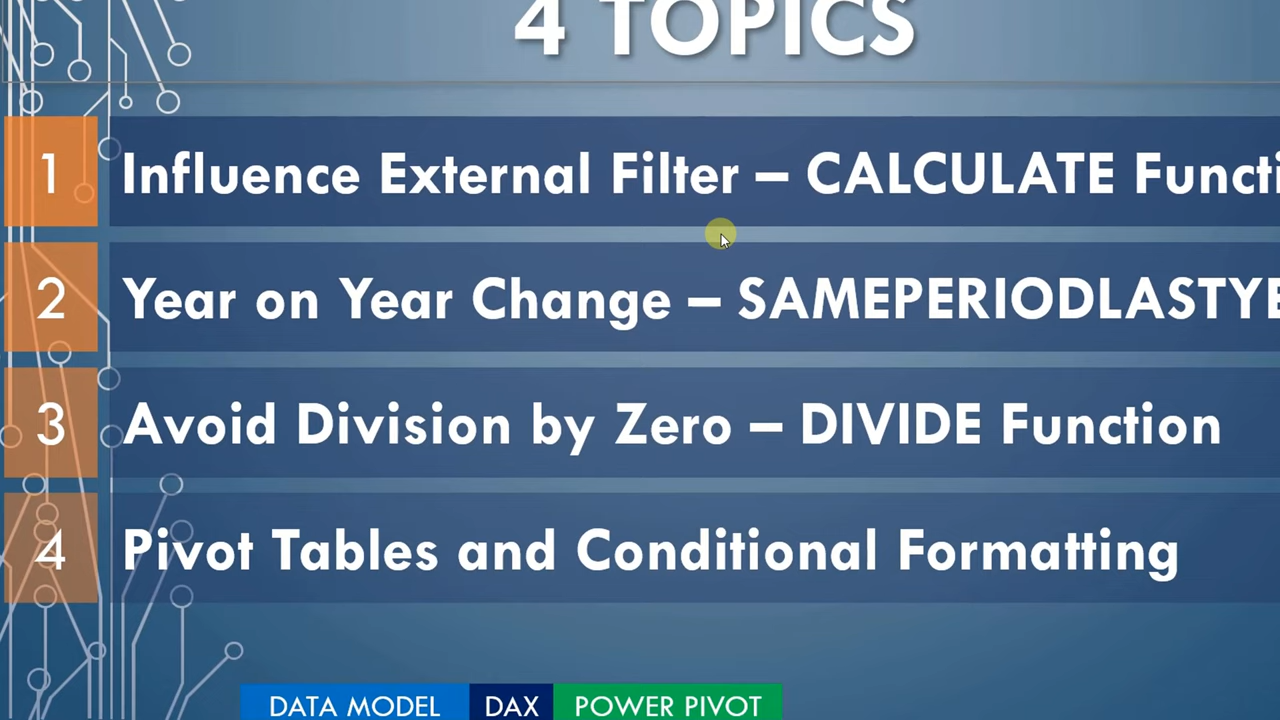 4 TOPICS
1 Influence External Filter – CALCULATE Functi
2 Year on Year Change – SAMEPERIODLASTYE
3 Avoid Division by Zero – DIVIDE Function
4 Pivot Tables and Conditional Formatting
DATA MODEL DAX POWER PIVOT